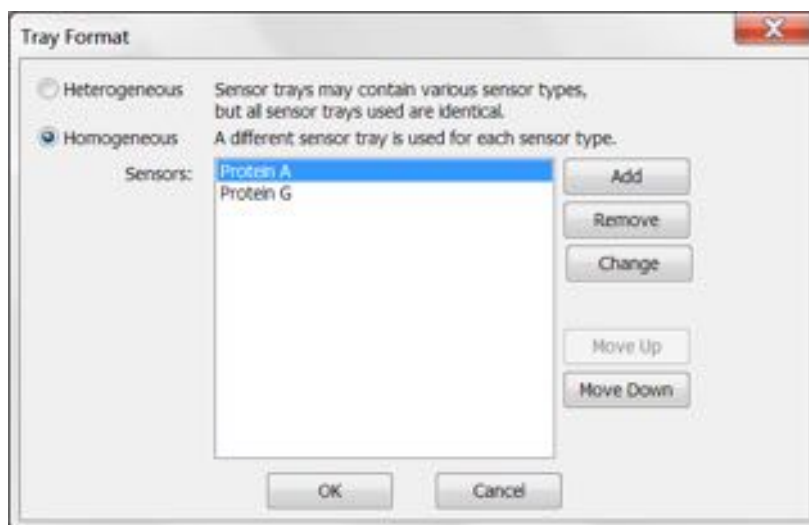 Tray Format
Heterogeneous Sensor trays may contain various sensor types,
but all sensor trays used are identical.
Homogeneous A different sensor tray is used for each sensor type.
Sensors: Protein A
Protein G
Add
Remove
Change
Move Up
Move Down
OK Cancel